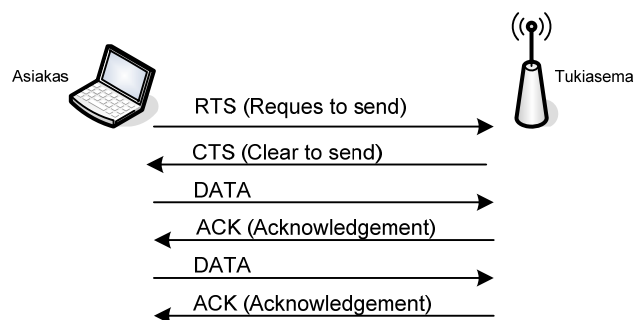 Asiakas
Tukiasema
RTS (Reques to send)
CTS (Clear to send)
DATA
ACK (Acknowledgement)
DATA
ACK (Acknowledgement)